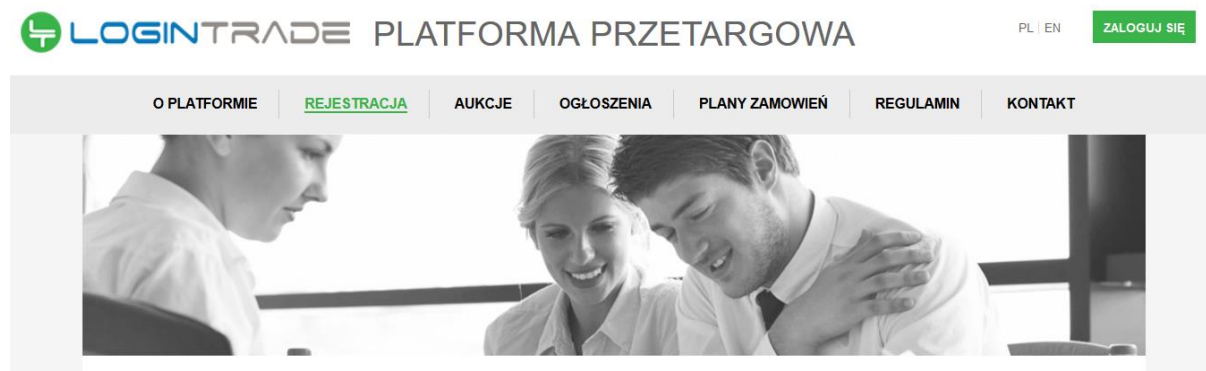 LOGINTRADE PLATFORMA PRZETARGOWA PL | EN ZALOGUJ SIĘ
O PLATFORMIE REJESTRACJA AUKCJE OGŁOSZENIA PLANY ZAMOWIEŃ REGULAMIN KONTAKT